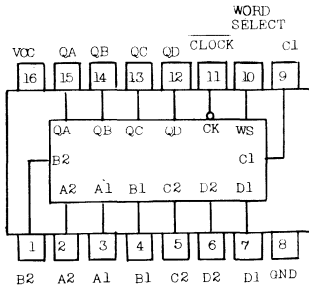 WORD
SELECT
VCC QA QB QC QD CLOCK C1
16 15 14 13 12 11 10 9
QA QB QC QD CK WS
B2 C1
A2 A1 B1 C2 D2 D1
1 2 3 4 5 6 7 8
B2 A2 A1 B1 C2 D2 D1 GND